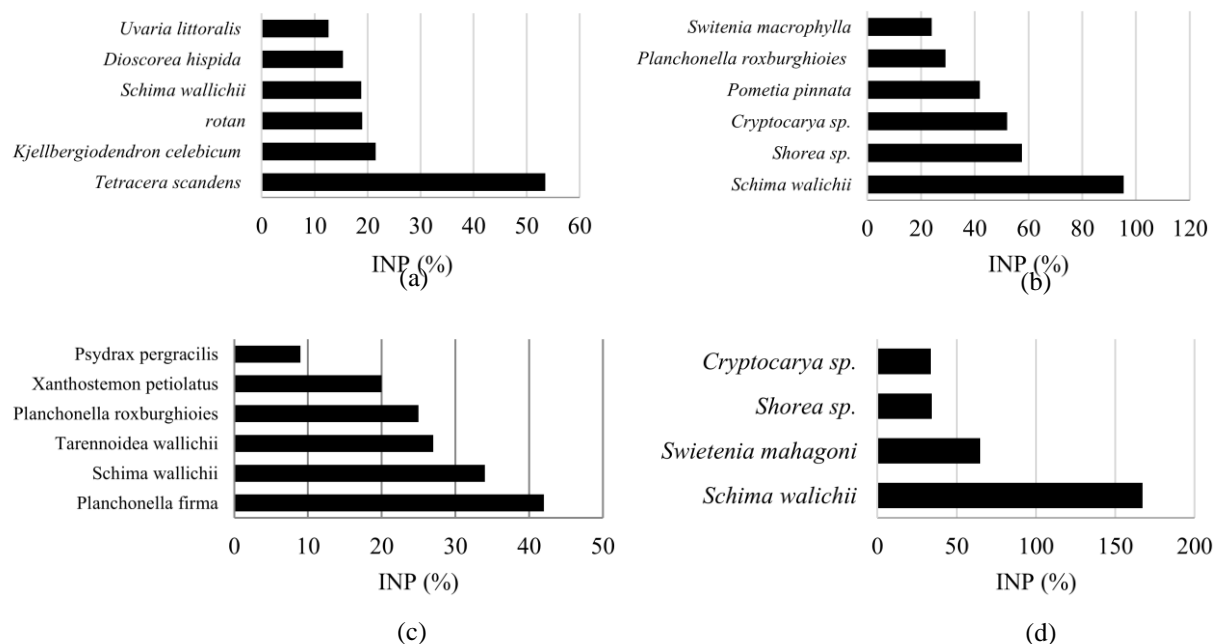 Uvaria littoralis
Dioscorea hispida
Schima wallichii
rotan
Kjellbergiodendron celebicum
Tetracera scandens
0 10 20 30 40 50 60
INP (%)
(a)
Switenia macrophylla
Planchonella roxburghioies
Pometia pinnata
Cryptocarya sp.
Shorea sp.
Schima walichii
0 20 40 60 80 100 120
INP (%)
(b)
Psydrax pergracilis
Xanthostemon petiolatus
Planchonella roxburghioies
Tarennoidea wallichii
Schima wallichii
Planchonella firma
0 10 20 30 40 50
INP (%)
(c)
Cryptocarya sp.
Shorea sp.
Swietenia mahagoni
Schima walichii
0 50 100 150 200
INP (%)
(d)